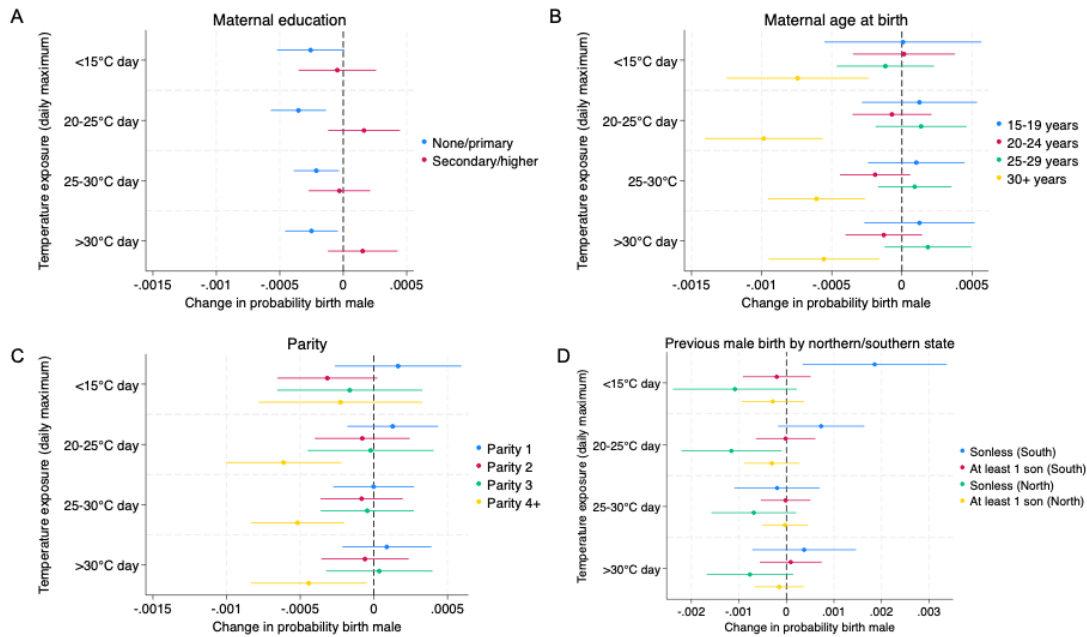 A
Maternal education
Temperature exposure (daily maximum)
<15°C day
20-25°C day
25-30°C day
>30°C day
-.0015
-.001
-.0005
0
.0005
Change in probability birth male
None/primary
Secondary/higher
B
Maternal age at birth
Temperature exposure (daily maximum)
<15°C day
20-25°C day
25-30°C
>30°C day
-.0015
-.001
-.0005
0
.0005
Change in probability birth male
15-19 years
20-24 years
25-29 years
30+ years
C
Parity
Temperature exposure (daily maximum)
<15°C day
20-25°C day
25-30°C day
>30°C day
-.0015
-.001
-.0005
0
.0005
Change in probability birth male
Parity 1
Parity 2
Parity 3
Parity 4+
D
Previous male birth by northern/southern state
Temperature exposure (daily maximum)
<15°C day
20-25°C day
25-30°C day
>30°C day
-.002
-.001
0
.001
.002
.003
Change in probability birth male
Sonless (South)
At least 1 son (South)
Sonless (North)
At least 1 son (North)